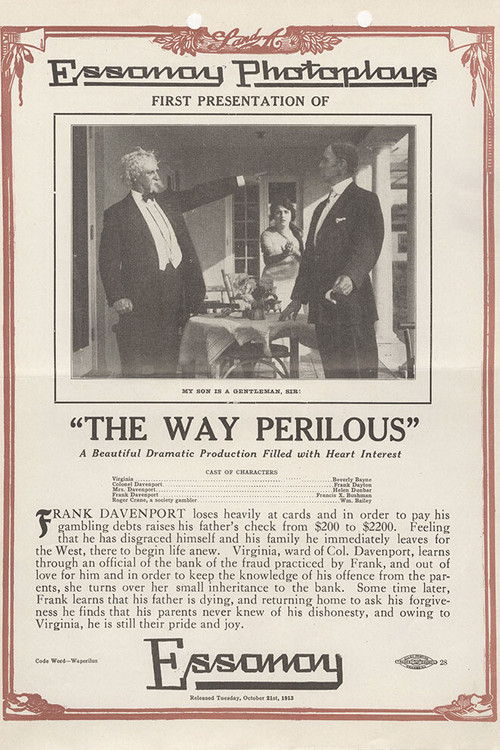 S and A
Essanay Photoplays
FIRST PRESENTATION OF
MY SON IS A GENTLEMAN, SIR!
“THE WAY PERILOUS”
A Beautiful Dramatic Production Filled with Heart Interest
CAST OF CHARACTERS
Virginia Beverly Bayne
Colonel Davenport Frank Dayton
Mrs. Davenport Helen Dunbar
Frank Davenport Francis X. Bushman
Roger Crane, a society gambler Wm. Bailey
FRANK DAVENPORT loses heavily at cards and in order to pay his
gambling debts raises his father's check from $200 to $2200. Feeling
that he has disgraced himself and his family he immediately leaves for
the West, there to begin life anew. Virginia, ward of Col. Davenport, learns
through an official of the bank of the fraud practiced by Frank, and out of
love for him and in order to keep the knowledge of his offence from the par-
ents, she turns over her small inheritance to the bank. Some time later,
Frank learns that his father is dying, and returning home to ask his forgive-
ness he finds that his parents never knew of his dishonesty, and owing to
Virginia, he is still their pride and joy.
Code Word—Waperilus
Essanay
28
Released Tuesday, October 21st, 1913